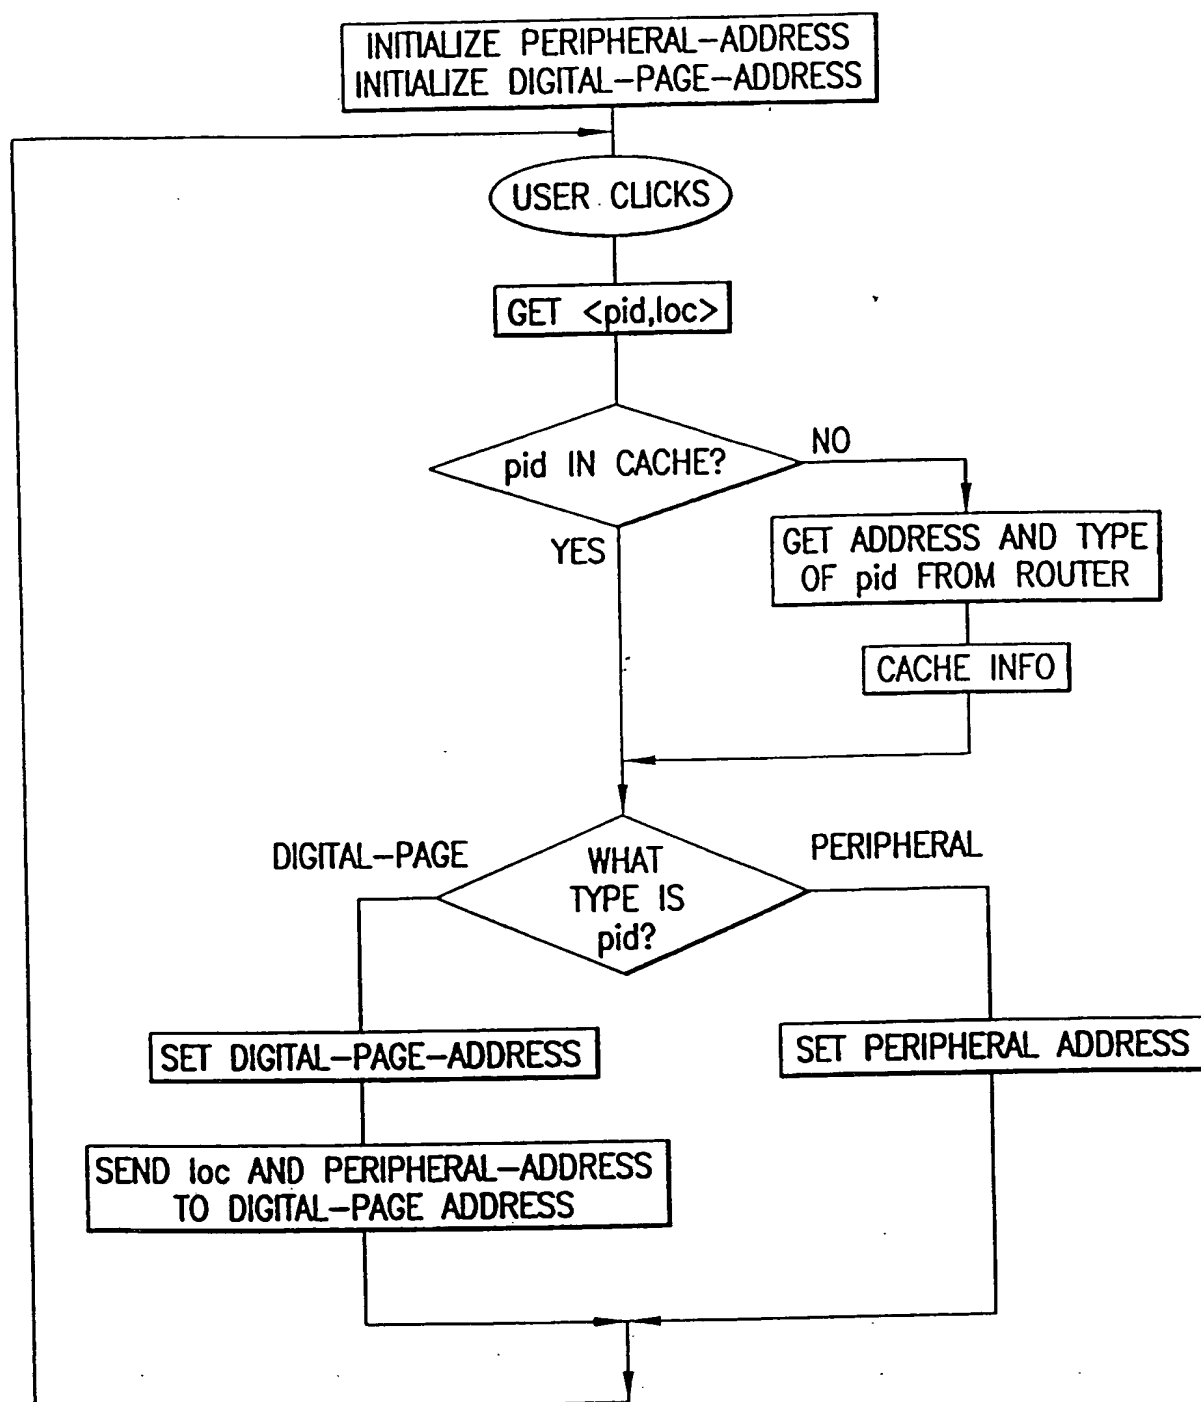 INITIALIZE PERIPHERAL-ADDRESS
INITIALIZE DIGITAL-PAGE-ADDRESS
USER CLICKS
GET <pid,loc>
pid IN CACHE?
NO
YES
GET ADDRESS AND TYPE
OF pid FROM ROUTER
CACHE INFO
DIGITAL-PAGE
WHAT
TYPE IS
pid?
PERIPHERAL
SET DIGITAL-PAGE-ADDRESS
SET PERIPHERAL ADDRESS
SEND loc AND PERIPHERAL-ADDRESS
TO DIGITAL-PAGE ADDRESS